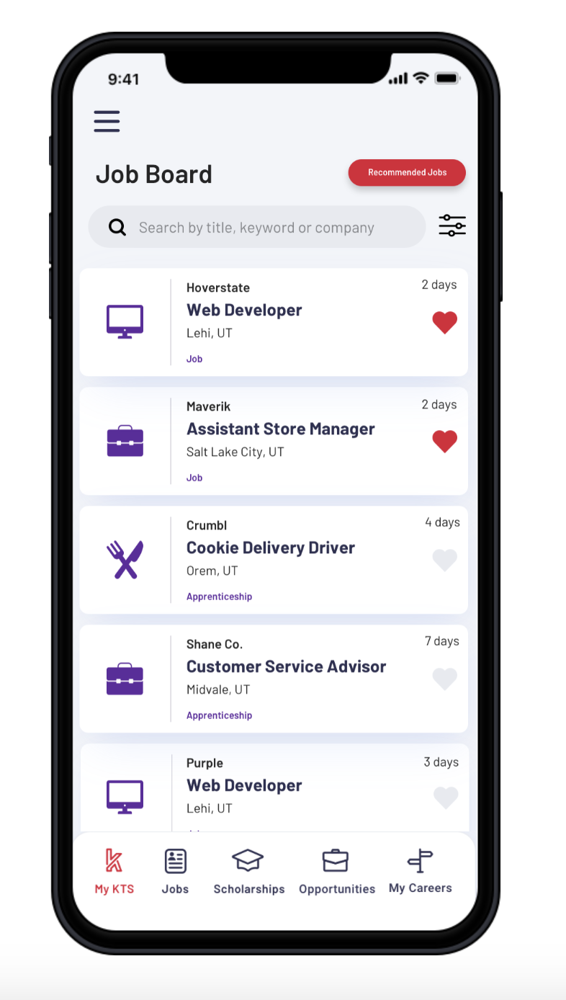 9:41
Job Board
Recommended Jobs
Search by title, keyword or company
Hoverstate
2 days
Web Developer
Lehi, UT
Job
Maverik
2 days
Assistant Store Manager
Salt Lake City, UT
Job
Crumbl
4 days
Cookie Delivery Driver
Orem, UT
Apprenticeship
Shane Co.
7 days
Customer Service Advisor
Midvale, UT
Apprenticeship
Purple
3 days
Web Developer
Lehi, UT
My KTS
Jobs
Scholarships
Opportunities
My Careers